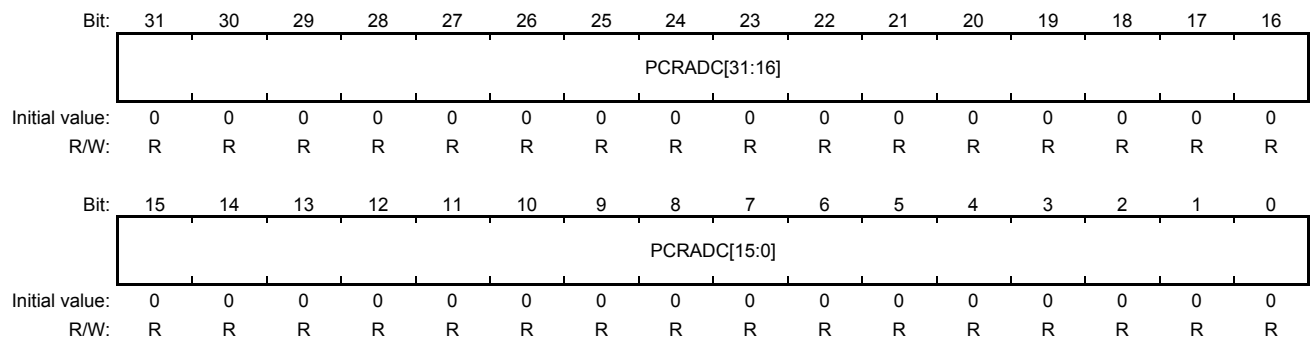 Bit: 31 30 29 28 27 26 25 24 23 22 21 20 19 18 17 16
PCRADC[31:16]
Initial value: 0 0 0 0 0 0 0 0 0 0 0 0 0 0 0 0
R/W: R R R R R R R R R R R R R R R R
Bit: 15 14 13 12 11 10 9 8 7 6 5 4 3 2 1 0
PCRADC[15:0]
Initial value: 0 0 0 0 0 0 0 0 0 0 0 0 0 0 0 0
R/W: R R R R R R R R R R R R R R R R